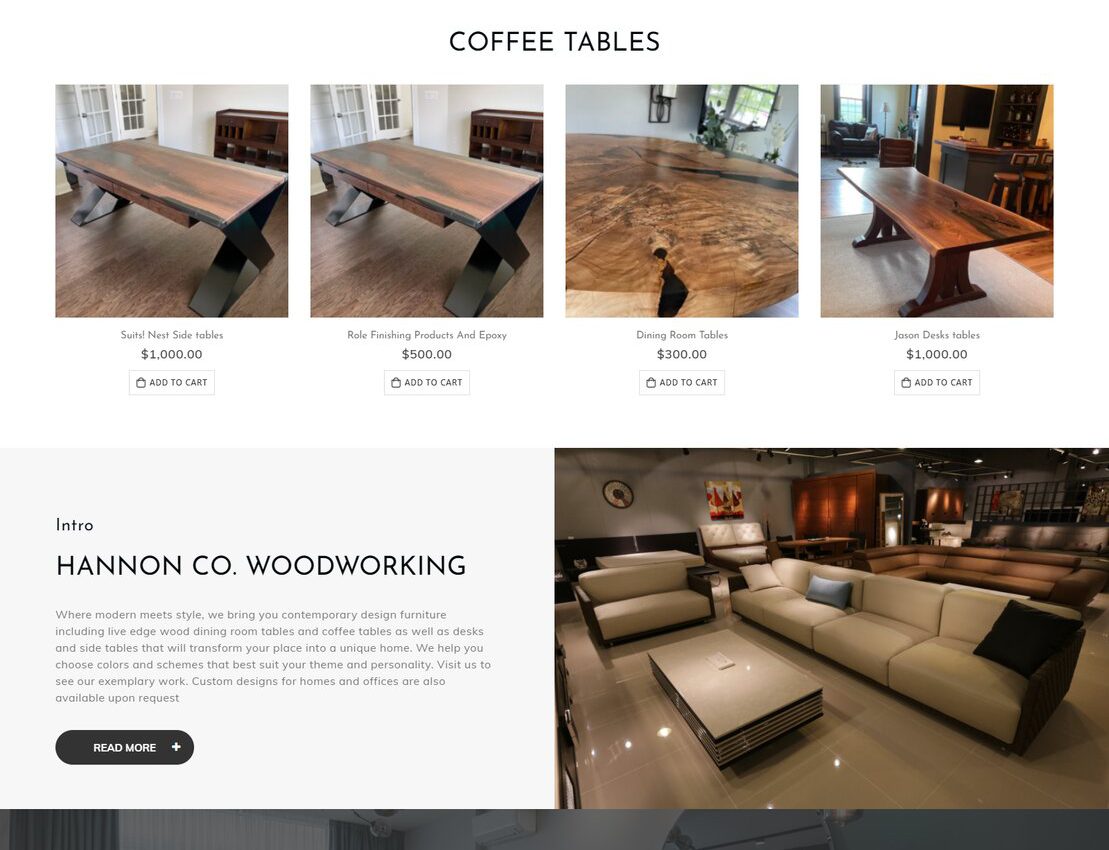 COFFEE TABLES
Suits! Nest Side tables
$1,000.00
ADD TO CART
Role Finishing Products And Epoxy
$500.00
ADD TO CART
Dining Room Tables
$300.00
ADD TO CART
Jason Desks tables
$1,000.00
ADD TO CART
Intro
HANNON CO. WOODWORKING
Where modern meets style, we bring you contemporary design furniture
including live edge wood dining room tables and coffee tables as well as desks
and side tables that will transform your place into a unique home. We help you
choose colors and schemes that best suit your theme and personality. Visit us to
see our exemplary work. Custom designs for homes and offices are also
available upon request
READ MORE +